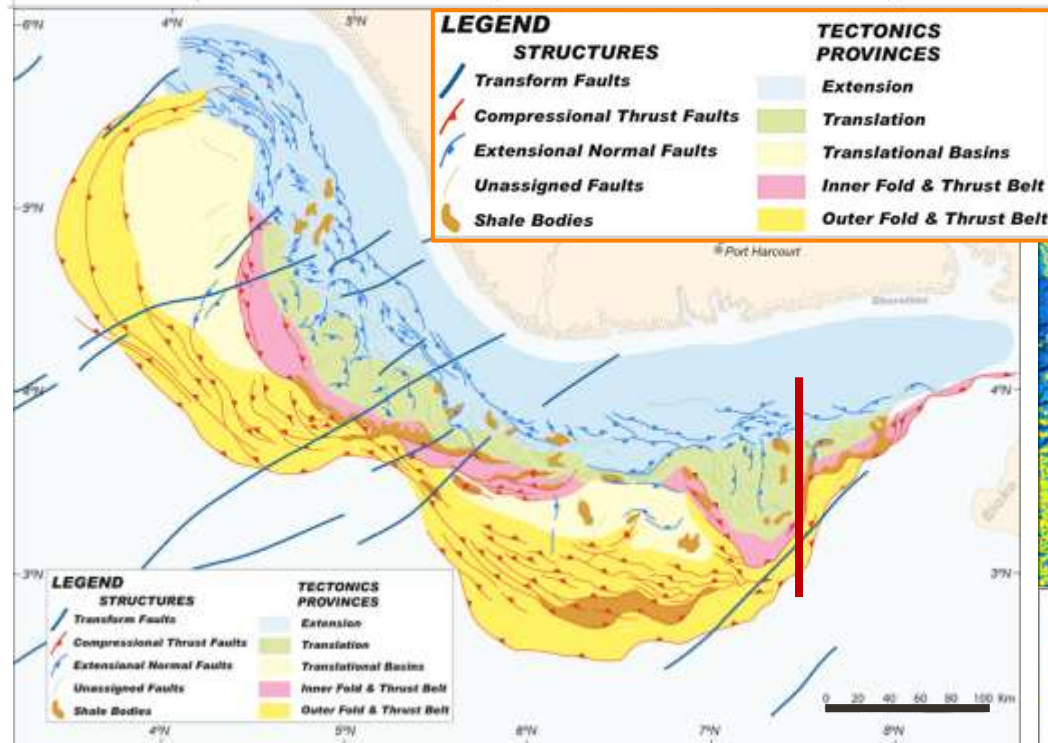 6°N
4°N
5°N
LEGEND
STRUCTURES
Transform Faults
Compressional Thrust Faults
Extensional Normal Faults
Unassigned Faults
Shale Bodies
TECTONICS
PROVINCES
Extension
Translation
Translational Basins
Inner Fold & Thrust Belt
Outer Fold & Thrust Belt
5°N
Port Harcourt
Shoreline
4°N
4°N
Bioko
3°N
3°N
LEGEND
STRUCTURES
Transform Faults
Compressional Thrust Faults
Extensional Normal Faults
Unassigned Faults
Shale Bodies
TECTONICS
PROVINCES
Extension
Translation
Translational Basins
Inner Fold & Thrust Belt
Outer Fold & Thrust Belt
0 20 40 60 80 100 Km
4°N
5°N
6°N
7°N
8°N